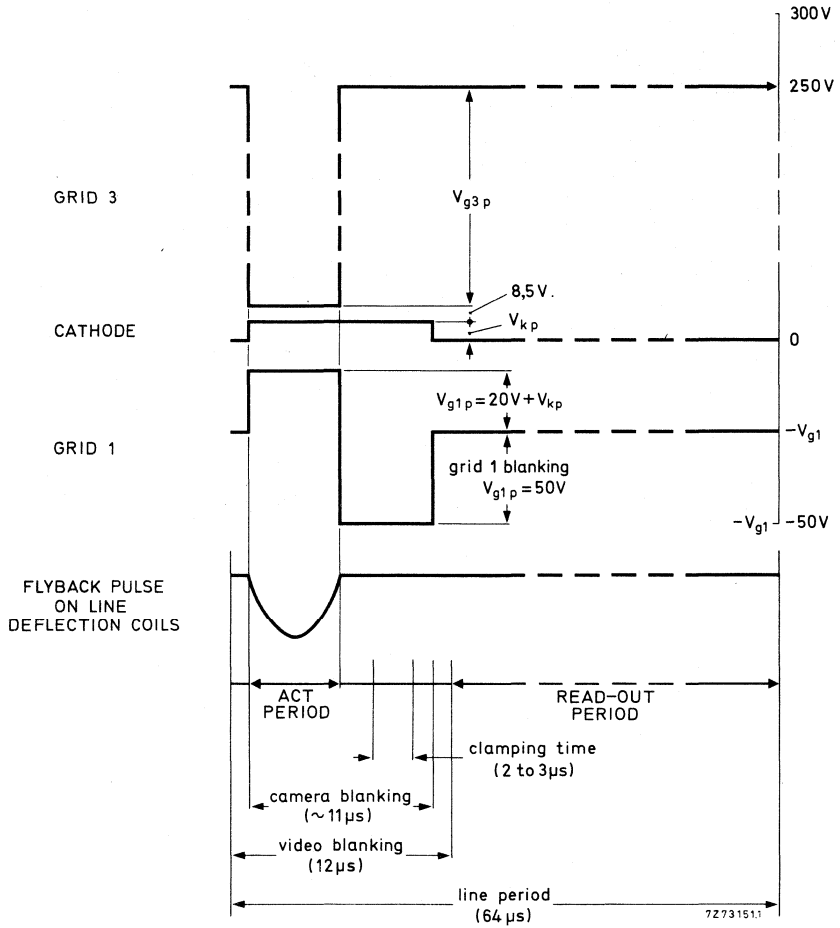 300V
250V
GRID 3
Vg3 p
8,5V.
CATHODE
Vkp
0
Vg1p=20V+Vkp
-Vg1
GRID 1
grid 1 blanking
Vg1p=50V
-Vg1
-50V
FLYBACK PULSE
ON LINE
DEFLECTION COILS
ACT
PERIOD
READ-OUT
PERIOD
clamping time
(2 to 3µs)
camera blanking
(~11µs)
video blanking
(12µs)
line period
(64µs)
7Z73151.1